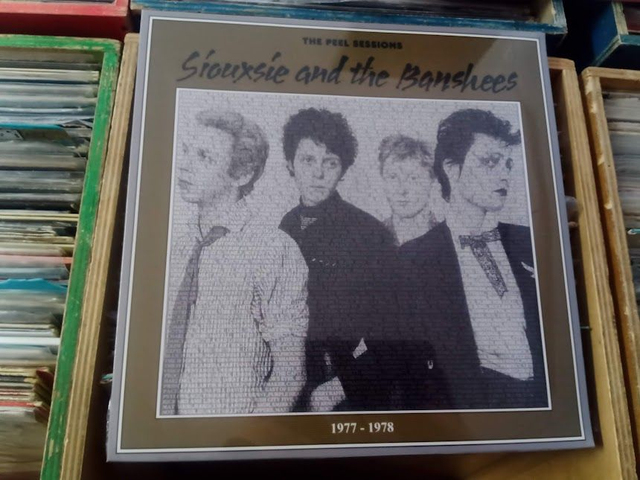 THE PEEL SESSIONS
Siouxsie and the Banshees
1977 - 1978